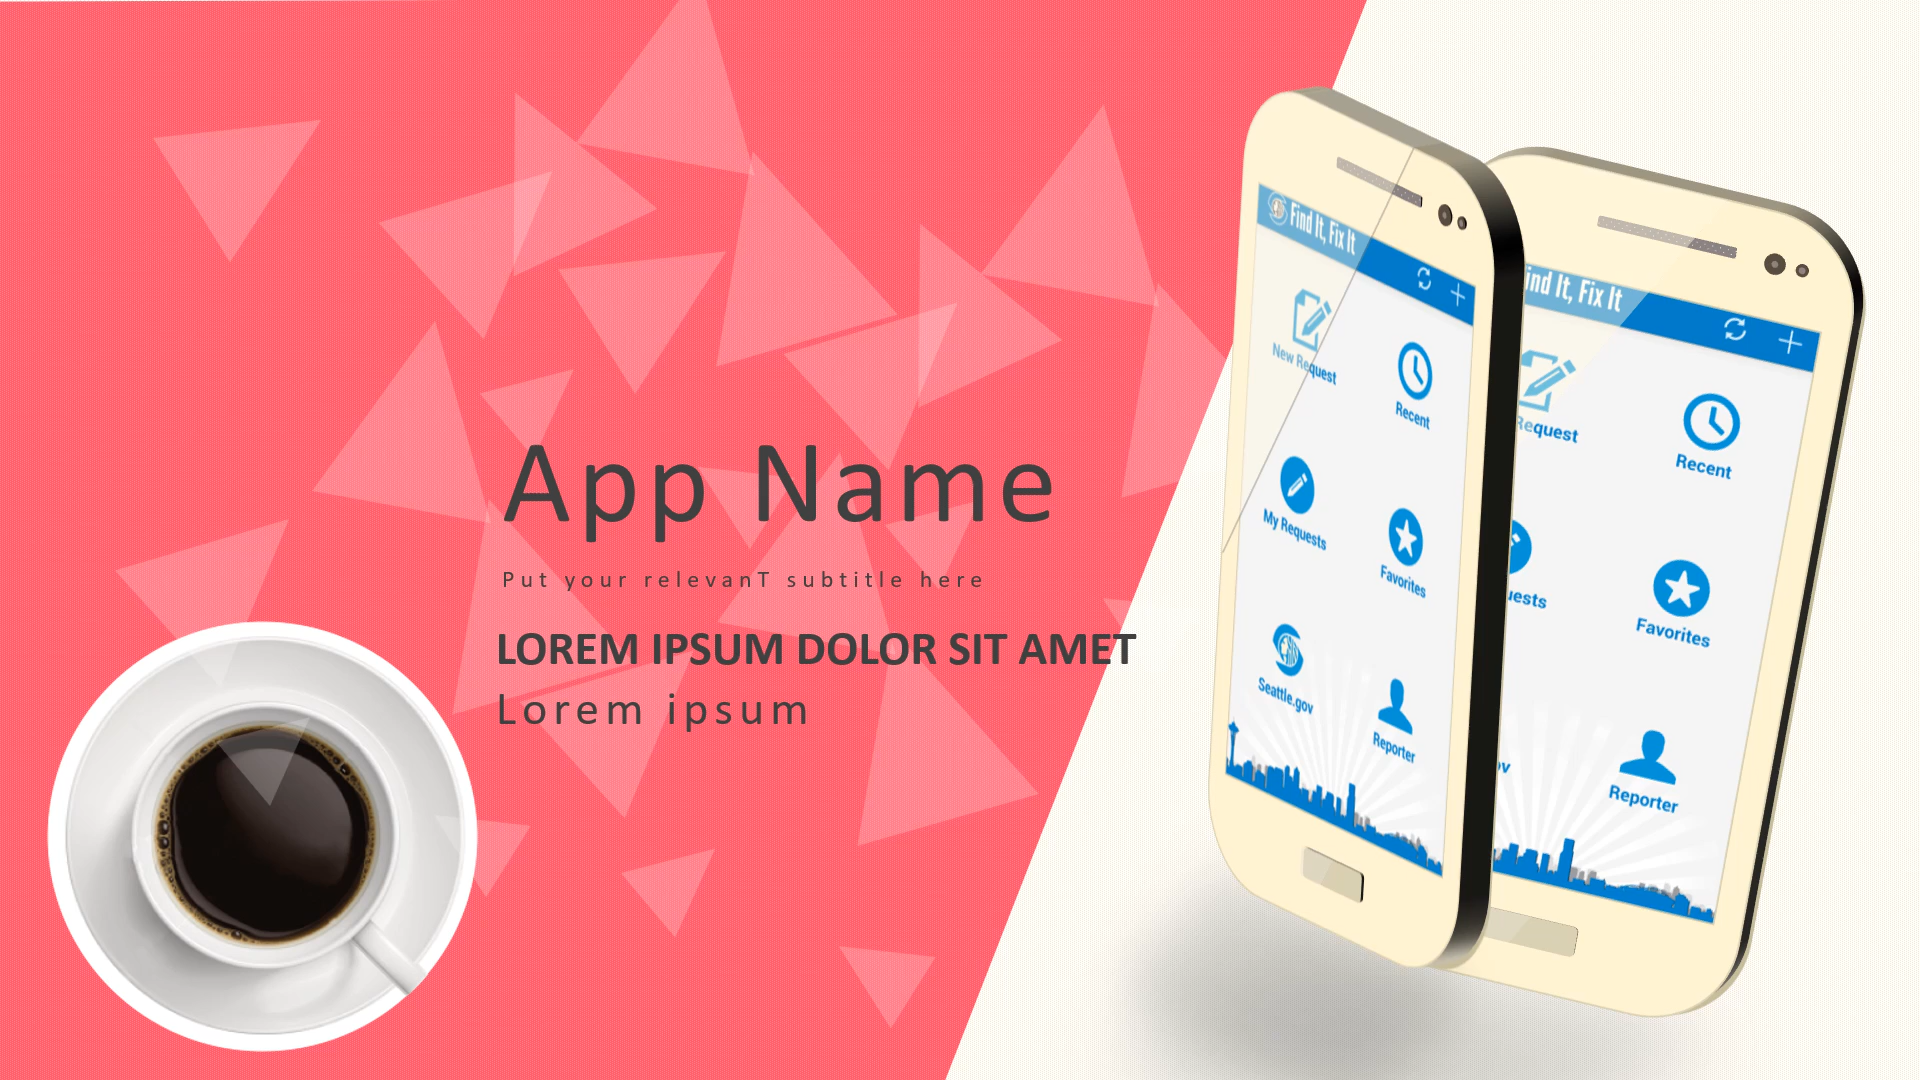 App Name
Put your relevanT subtitle here
LOREM IPSUM DOLOR SIT AMET
Lorem ipsum
Find It, Fix It
New Request
Recent
My Requests
Favorites
Seattle.gov
Reporter
ind It, Fix It
Request
Recent
uests
Favorites
ov
Reporter